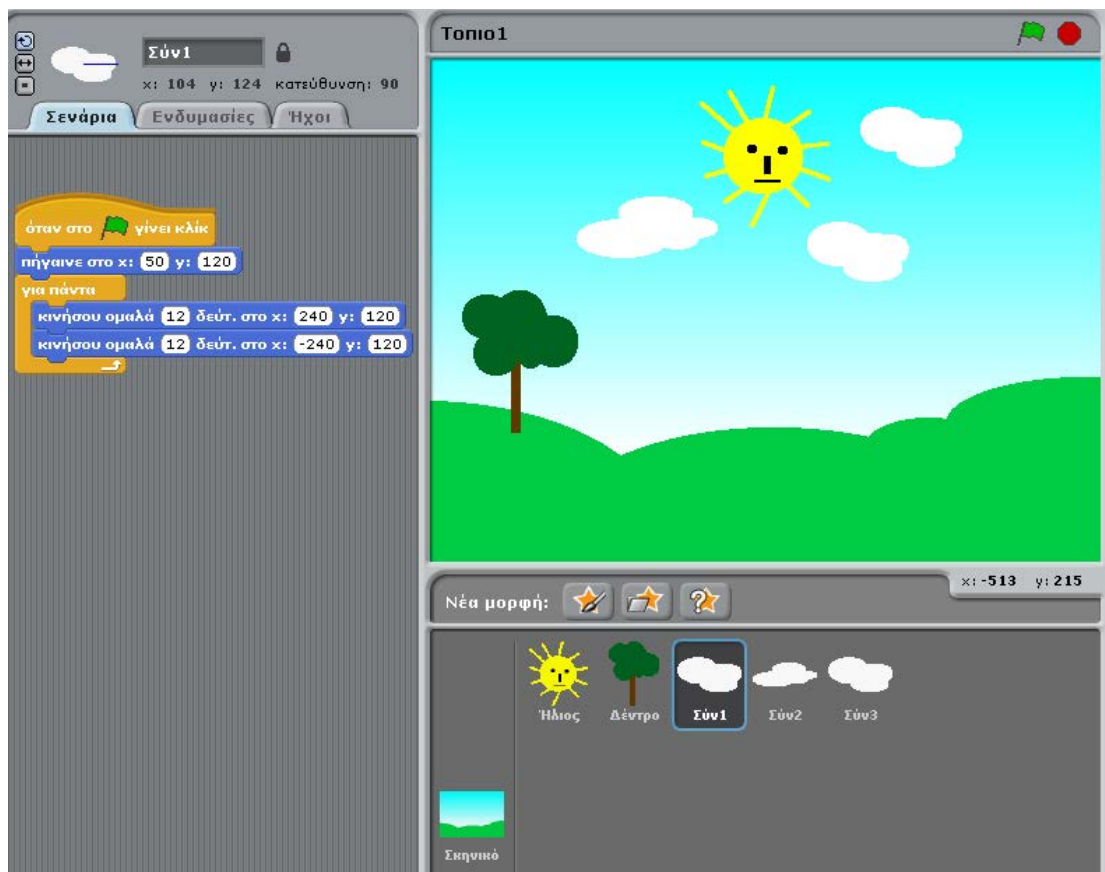 Σύν1
x: 104 y: 124 κατεύθυνση: 90
Σενάρια Ενδυμασίες Ήχοι
όταν στο γίνει κλίκ
πήγαινε στο x: 50 y: 120
για πάντα
κινήσου ομαλά 12 δεύτ. στο x: 240 y: 120
κινήσου ομαλά 12 δεύτ. στο x: -240 y: 120
Τοπιο1
x: -513 y: 215
Νέα μορφή:
Ήλιος Δέντρο Σύν1 Σύν2 Σύν3
Σκηνικό